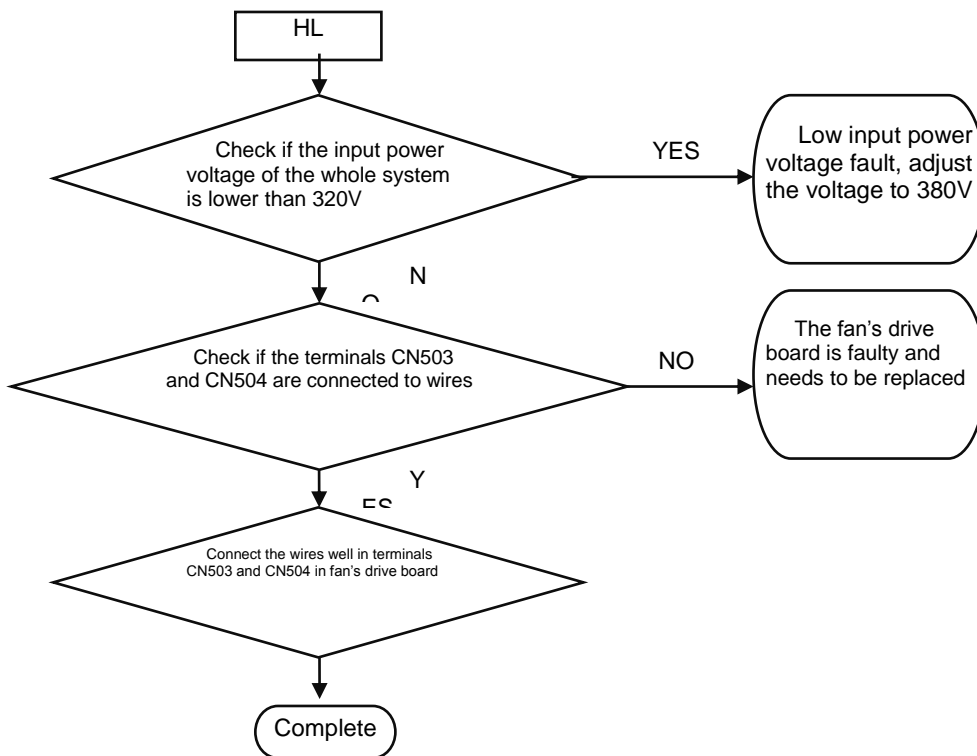 HL
Check if the input power
voltage of the whole system
is lower than 320V
YES
Low input power
voltage fault, adjust
the voltage to 380V
N
O
Check if the terminals CN503
and CN504 are connected to wires
NO
The fan's drive
board is faulty and
needs to be replaced
Y
ES
Connect the wires well in terminals
CN503 and CN504 in fan's drive board
Complete